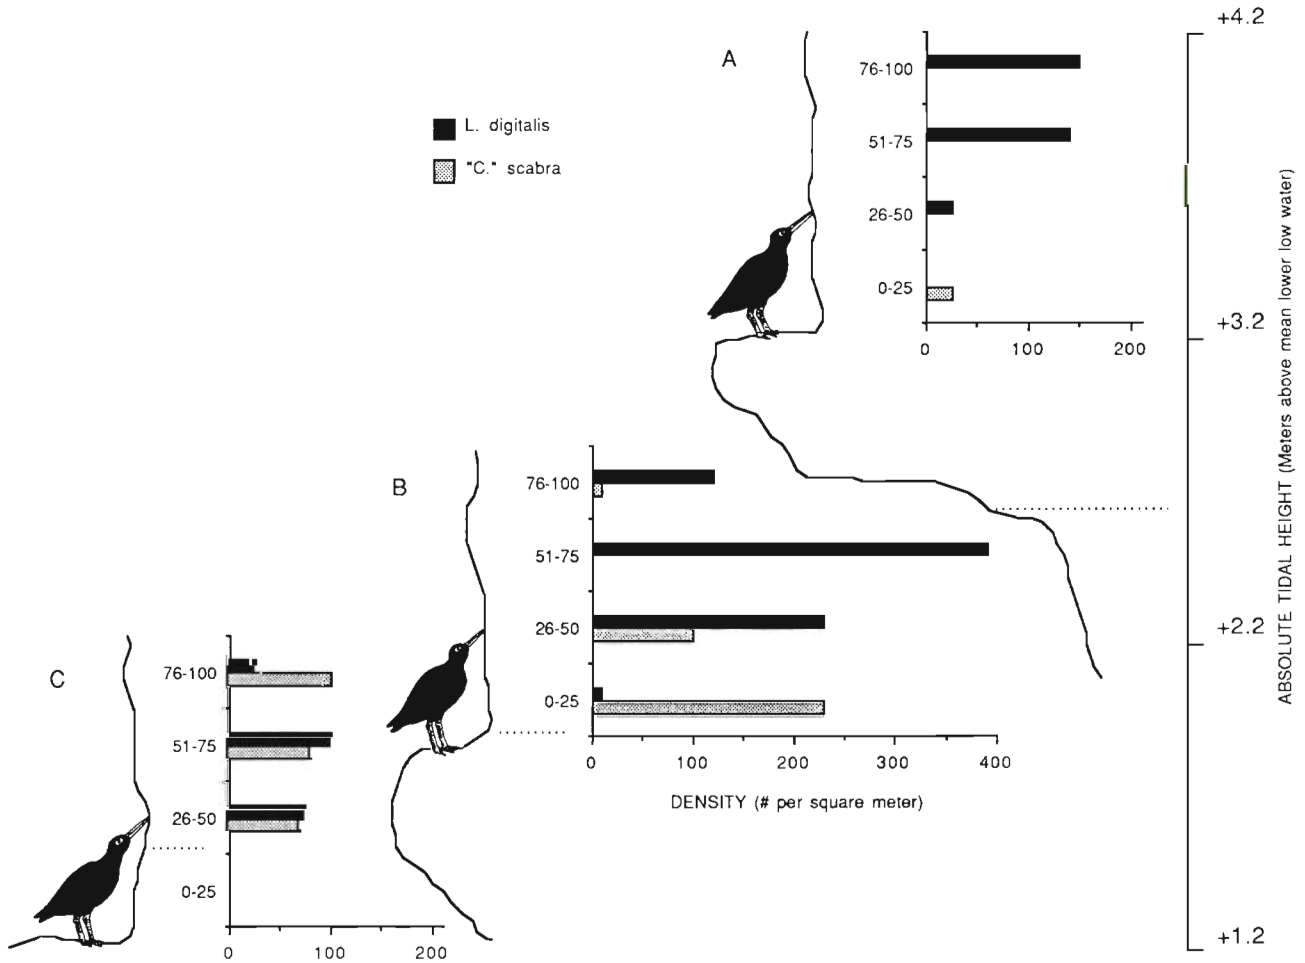 +4.2
A
76-100
L. digitalis
51-75
"C." scabra
26-50
0-25
+3.2
0 100 200
ABSOLUTE TIDAL HEIGHT (Meters above mean lower low water)
B
76-100
51-75
26-50
+2.2
0-25
0 100 200 300 400
DENSITY (# per square meter)
C
76-100
51-75
26-50
0-25
0 100 200
+1.2